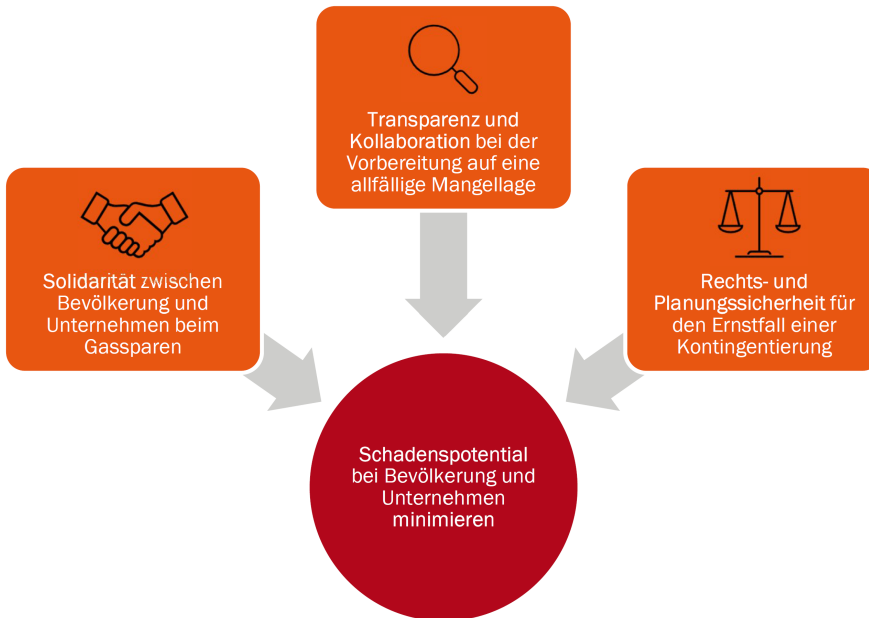 Transparenz und
Kollaboration bei der
Vorbereitung auf eine
allfällige Mangellage
Solidarität zwischen
Bevölkerung und
Unternehmen beim
Gassparen
Rechts- und
Planungssicherheit für
den Ernstfall einer
Kontingentierung
Schadenspotential
bei Bevölkerung und
Unternehmen
minimieren